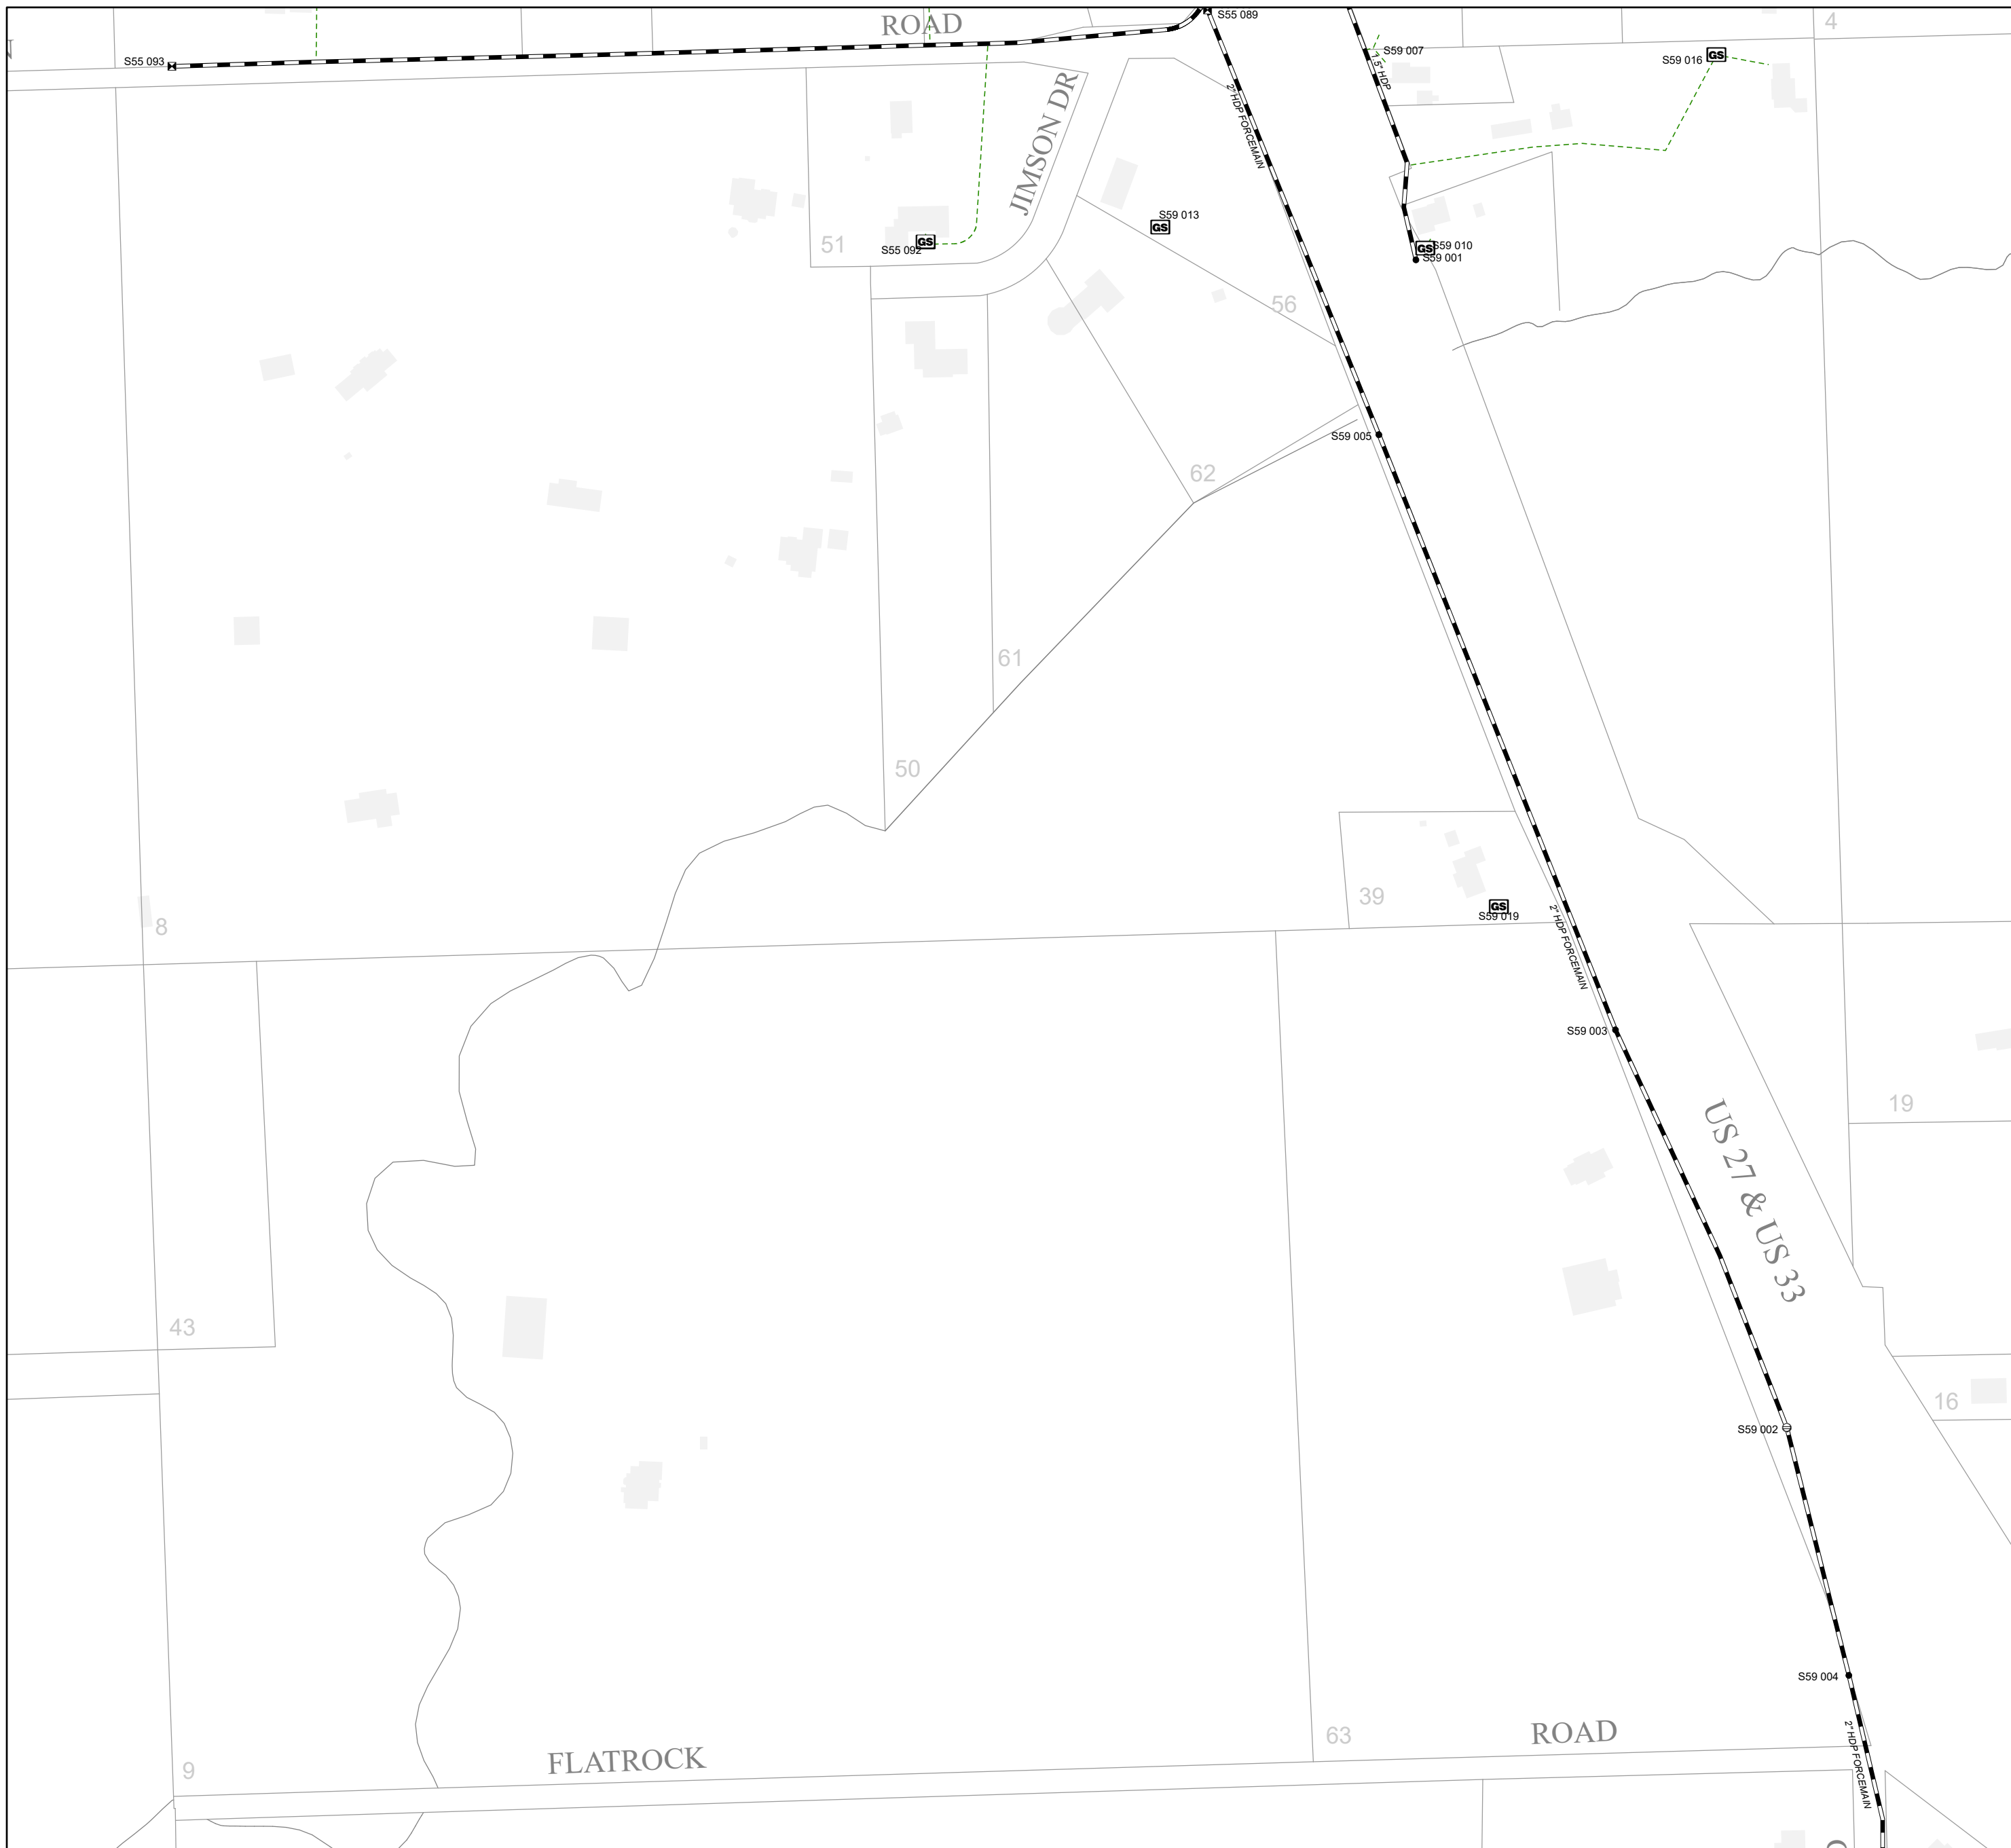 ROAD
S55 089
4
S55 093
S59 007
S59 016
GS
1.5" HDP
2" HDP FORCEMAIN
JIMSON DR
S59 013
GS
51
GS
S55 092
GS
S59 010
S59 001
56
S59 005
62
61
50
39
GS
S59 019
8
2" HDP FORCEMAIN
S59 003
19
US 27 & US 33
43
16
S59 002
S59 004
63
ROAD
FLATROCK
9
2" HDP FORCEMAIN